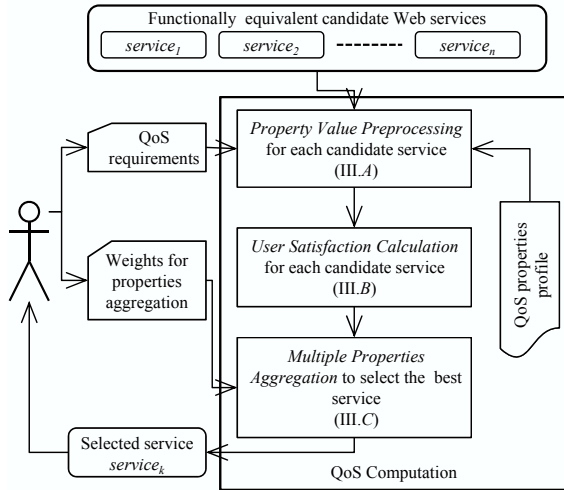 Functionally equivalent candidate Web services
service1 service2 servicen
QoS
requirements
Property Value Preprocessing
for each candidate service
(III.A)
Weights for
properties
aggregation
User Satisfaction Calculation
for each candidate service
(III.B)
QoS properties
profile
Multiple Properties
Aggregation to select the best
service
(III.C)
Selected service
servicek
QoS Computation